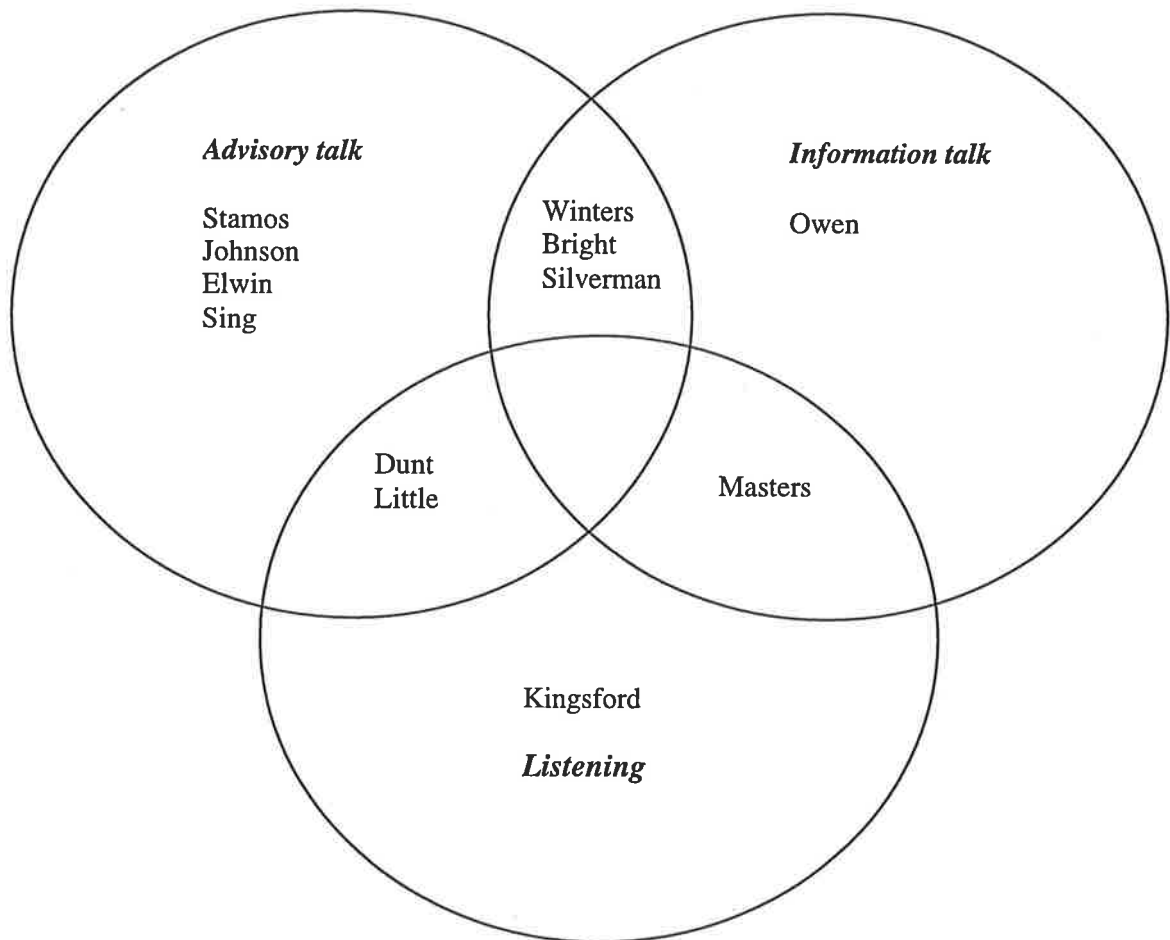 Advisory talk
Stamos
Johnson
Elwin
Sing
Winters
Bright
Silverman
Information talk
Owen
Dunt
Little
Masters
Kingsford
Listening